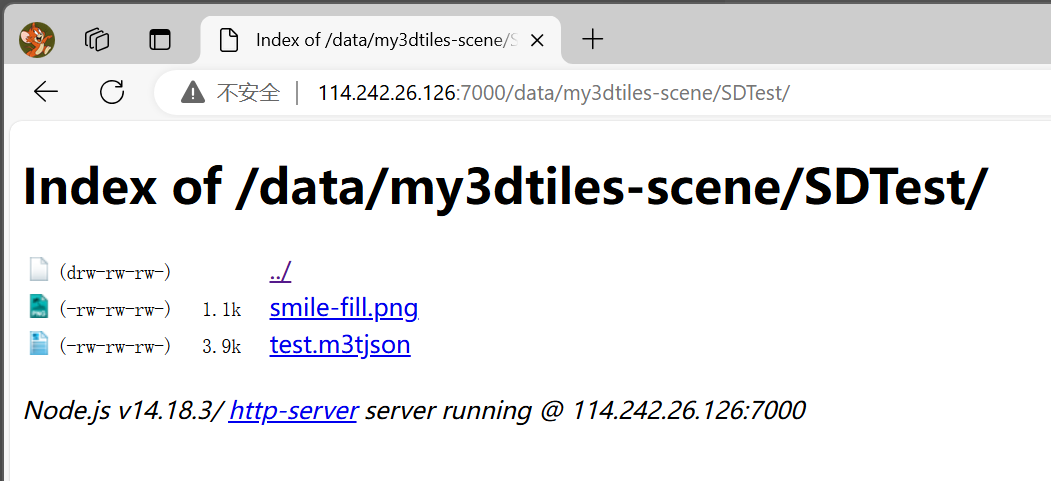 Index of /data/my3dtiles-scene/S
不安全 | 114.242.26.126:7000/data/my3dtiles-scene/SDTest/
Index of /data/my3dtiles-scene/SDTest/
(drw-rw-rw-) ../
(-rw-rw-rw-) 1.1k smile-fill.png
(-rw-rw-rw-) 3.9k test.m3tjson
Node.js v14.18.3/ http-server server running @ 114.242.26.126:7000